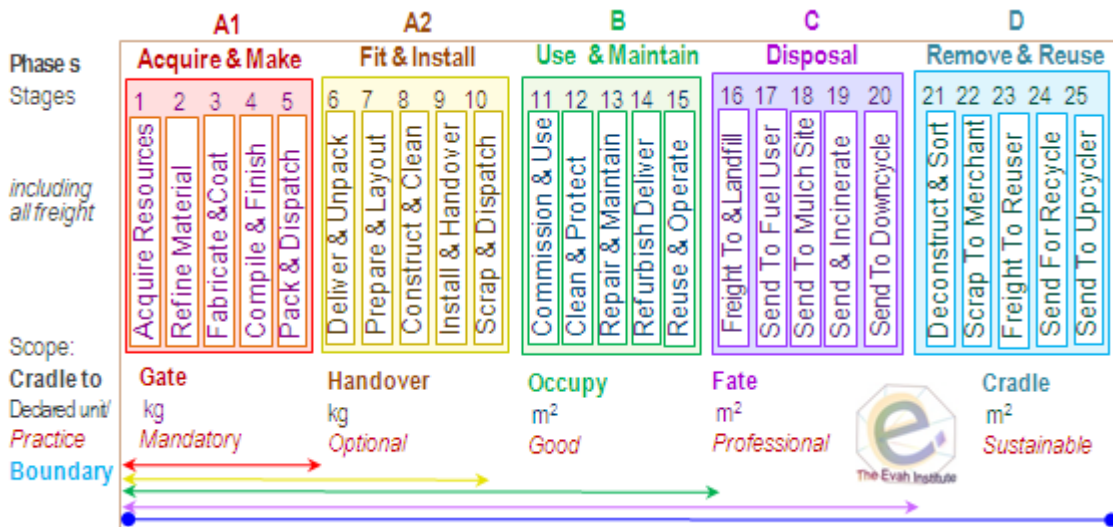 A1 A2 B C D
Phases Acquire & Make Fit & Install Use & Maintain Disposal Remove & Reuse
Stages 1 2 3 4 5 6 7 8 9 10 11 12 13 14 15 16 17 18 19 20 21 22 23 24 25
including
all freight
Acquire Resources
Refine Material
Fabricate &Coat
Compile & Finish
Pack & Dispatch
Deliver & Unpack
Prepare & Layout
Construct & Clean
Install & Handover
Scrap & Dispatch
Commission & Use
Clean & Protect
Repair & Maintain
Refurbish Deliver
Reuse & Operate
Freight To &Landfill
Send To Fuel User
Send To Mulch Site
Send & Incinerate
Send To Downcycle
Deconstruct & Sort
Scrap To Merchant
Freight To Reuser
Send For Recycle
Send To Upcycler
Scope:
Cradle to Gate Handover Occupy Fate Cradle
Declared unit/ kg kg m² m² m²
Practice Mandatory Optional Good Professional Sustainable
Boundary
e
The Evah Institute